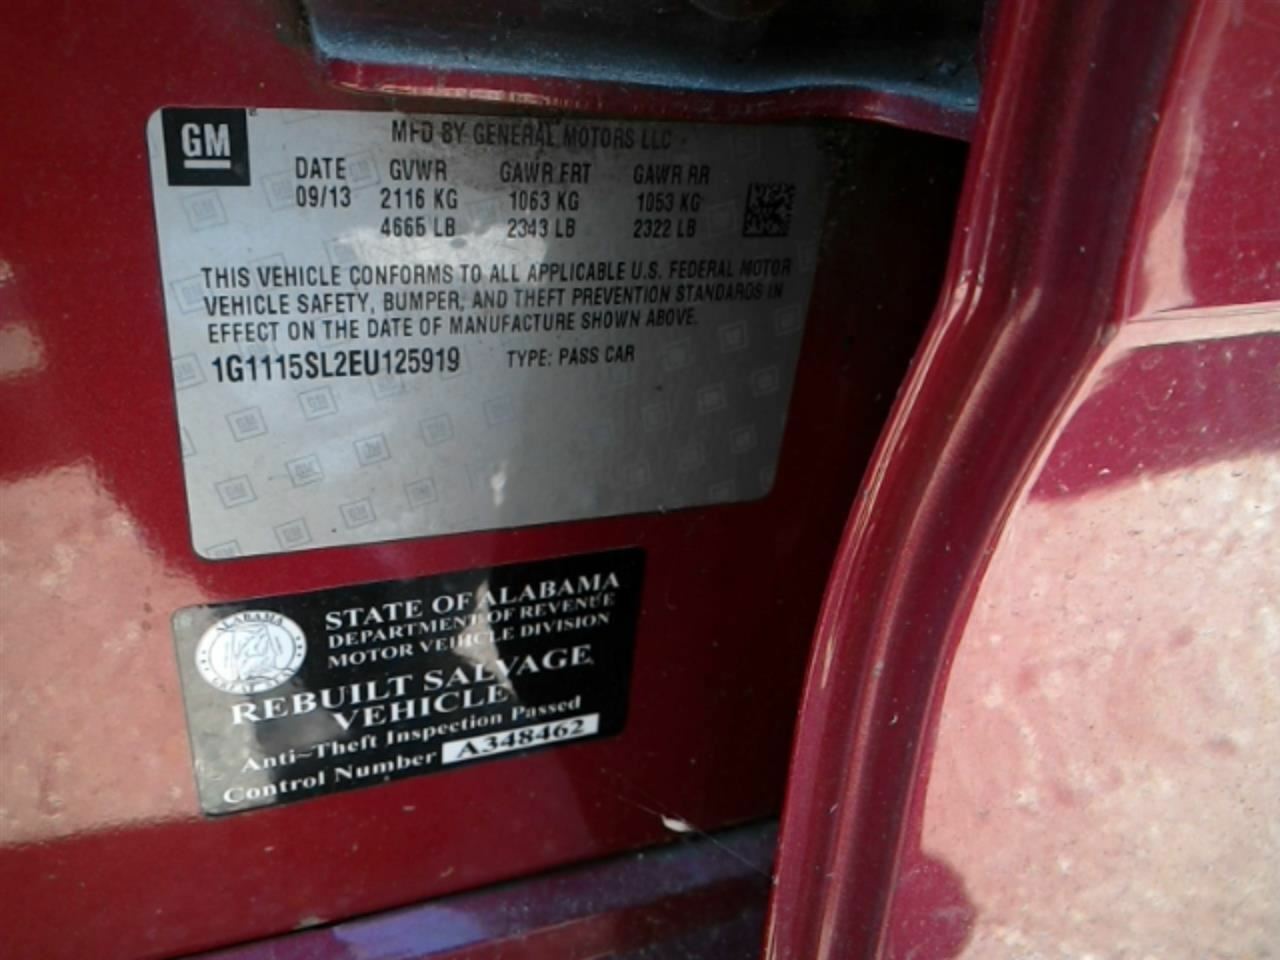 GM
MFD BY GENERAL MOTORS LLC
DATE GVWR GAWR FRT GAWR RR
09/13 2116 KG 1063 KG 1053 KG
4665 LB 2343 LB 2322 LB
THIS VEHICLE CONFORMS TO ALL APPLICABLE U.S. FEDERAL MOTOR
VEHICLE SAFETY, BUMPER, AND THEFT PREVENTION STANDARDS IN
EFFECT ON THE DATE OF MANUFACTURE SHOWN ABOVE.
1G1115SL2EU125919 TYPE: PASS CAR
ALABAMA
STATE OF ALABAMA
DEPARTMENT OF REVENUE
MOTOR VEHICLE DIVISION
REBUILT SALVAGE
VEHICLE
Anti~Theft Inspection Passed
Control Number A348462